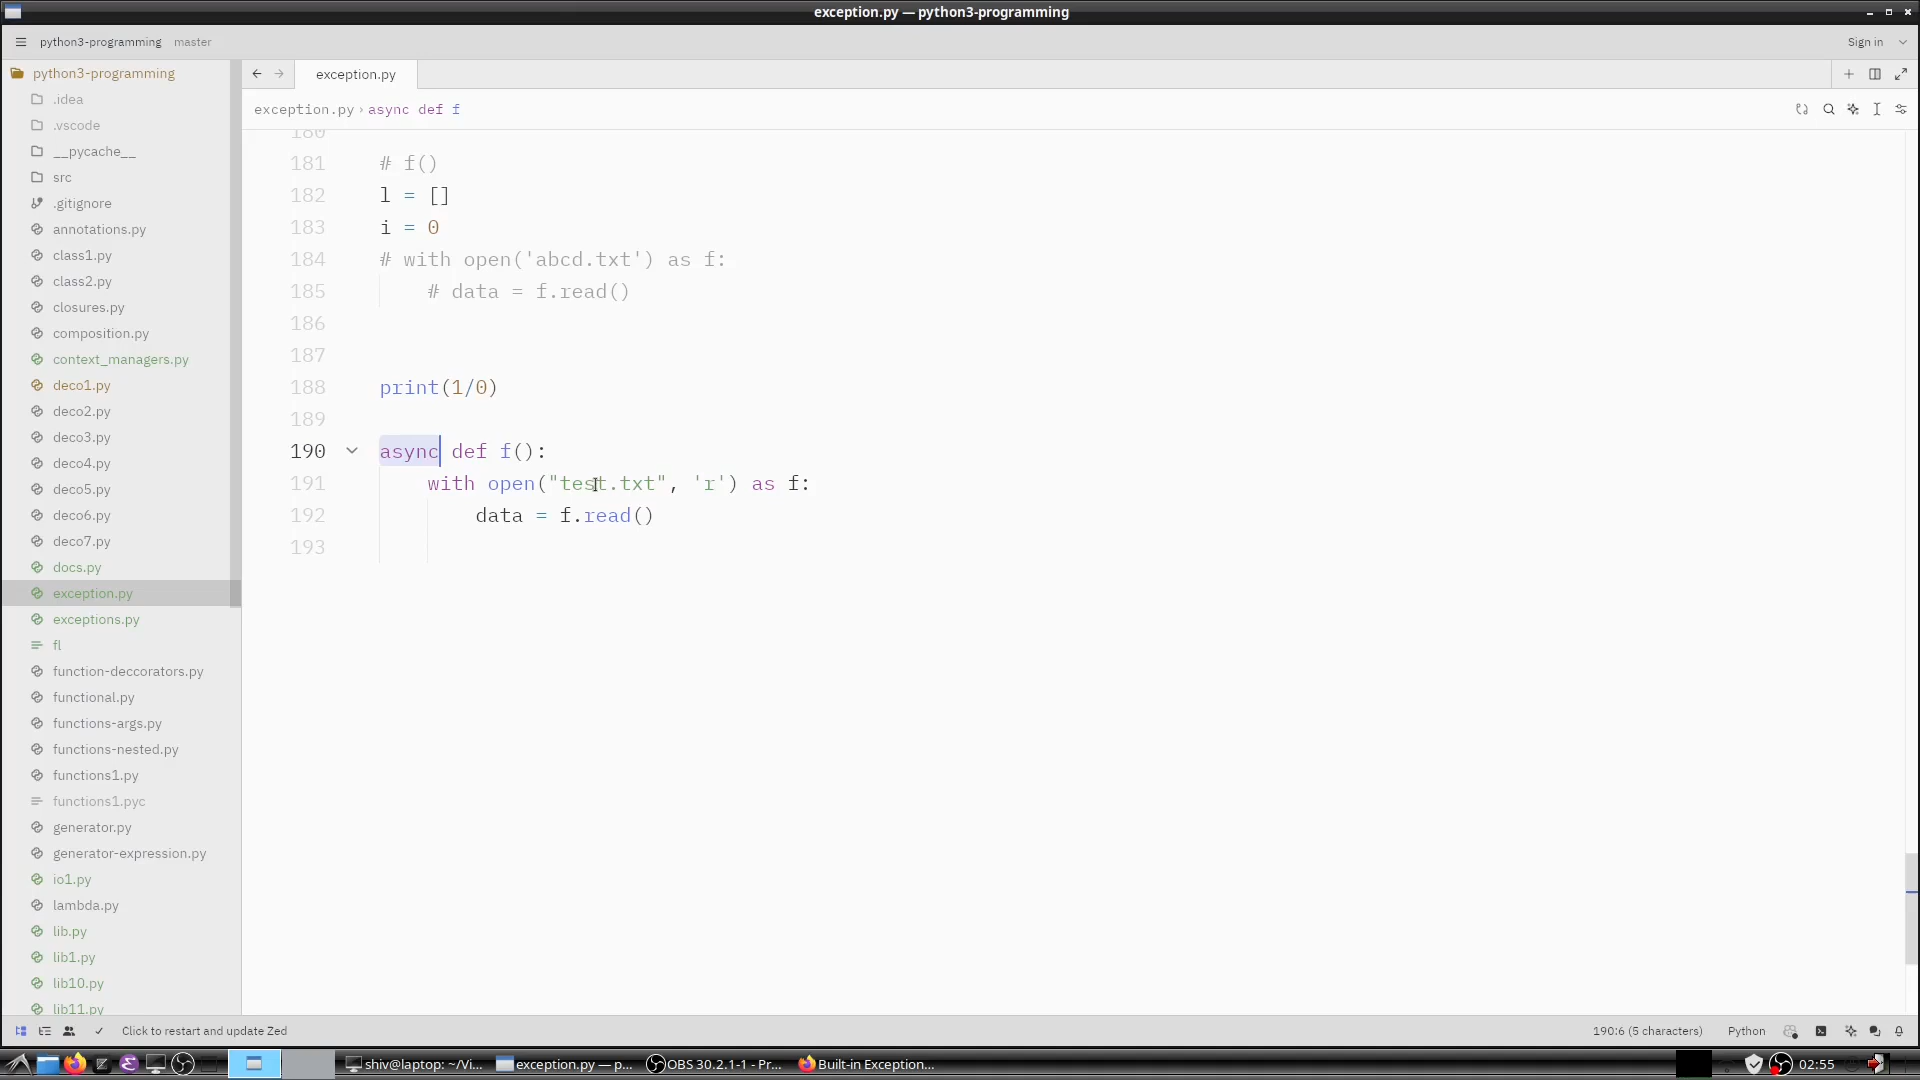 exception.py — python3-programming
python3-programming master
Sign in
python3-programming
.idea
.vscode
__pycache__
src
.gitignore
annotations.py
class1.py
class2.py
closures.py
composition.py
context_managers.py
deco1.py
deco2.py
deco3.py
deco4.py
deco5.py
deco6.py
deco7.py
docs.py
exception.py
exceptions.py
fl
function-deccorators.py
functional.py
functions-args.py
functions-nested.py
functions1.py
functions1.pyc
generator.py
generator-expression.py
io1.py
lambda.py
lib.py
lib1.py
lib10.py
lib11.py
exception.py
exception.py › async def f
180
181 # f()
182 l = []
183 i = 0
184 # with open('abcd.txt') as f:
185 # data = f.read()
186
187
188 print(1/0)
189
190 async def f():
191 with open("test.txt", 'r') as f:
192 data = f.read()
193
Click to restart and update Zed
190:6 (5 characters) Python
shiv@laptop: ~/Vi...
exception.py — p...
OBS 30.2.1-1 - Pr...
Built-in Exception...
02:55